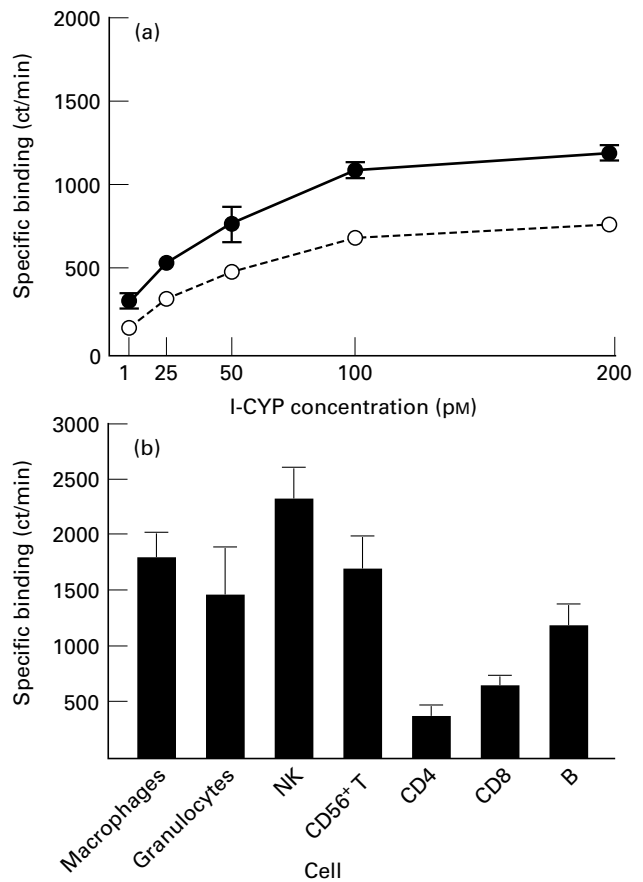 (a)
2000
1500
1000
500
0
Specific binding (ct/min)
1 25 50 100 200
I-CYP concentration (pM)
(b)
3000
2500
2000
1500
1000
500
Specific binding (ct/min)
Macrophages
Granulocytes
NK
CD56⁺ T
CD4
CD8
B
Cell